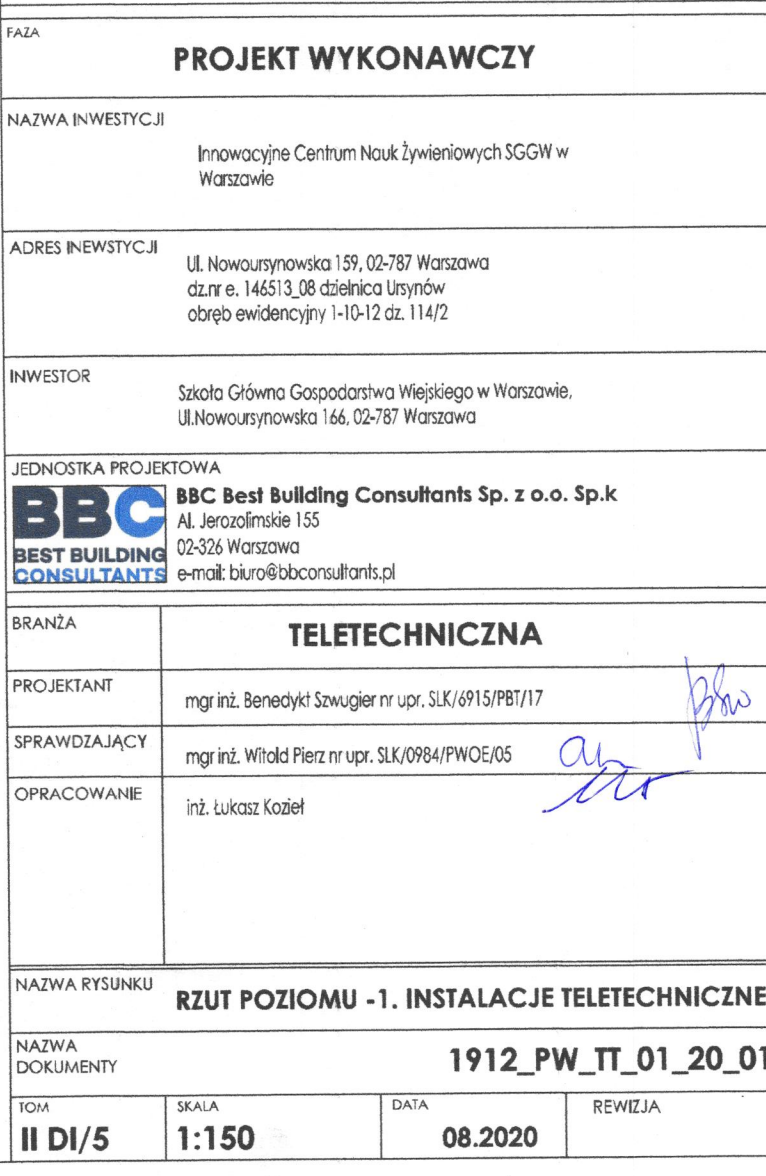 FAZA
PROJEKT WYKONAWCZY
NAZWA INWESTYCJI
Innowacyjne Centrum Nauk Żywieniowych SGGW w
Warszawie
ADRES INEWSTYCJI
Ul. Nowoursynowska 159, 02-787 Warszawa
dz.nr e. 146513_08 dzielnica Ursynów
obręb ewidencyjny 1-10-12 dz. 114/2
INWESTOR
Szkoła Główna Gospodarstwa Wiejskiego w Warszawie,
Ul.Nowoursynowska 166, 02-787 Warszawa
JEDNOSTKA PROJEKTOWA
BBC
BEST BUILDING
CONSULTANTS
BBC Best Building Consultants Sp. z o.o. Sp.k
Al. Jerozolimskie 155
02-326 Warszawa
e-mail: biuro@bbconsultants.pl
BRANŻA
TELETECHNICZNA
PROJEKTANT
mgr inż. Benedykt Szwugier nr upr. SLK/6915/PBT/17
SPRAWDZAJĄCY
mgr inż. Witold Pierz nr upr. SLK/0984/PWOE/05
OPRACOWANIE
inż. Łukasz Kozieł
NAZWA RYSUNKU
RZUT POZIOMU -1. INSTALACJE TELETECHNICZNE
NAZWA
DOKUMENTY
1912_PW_TT_01_20_01
TOM
II DI/5
SKALA
1:150
DATA
08.2020
REWIZJA